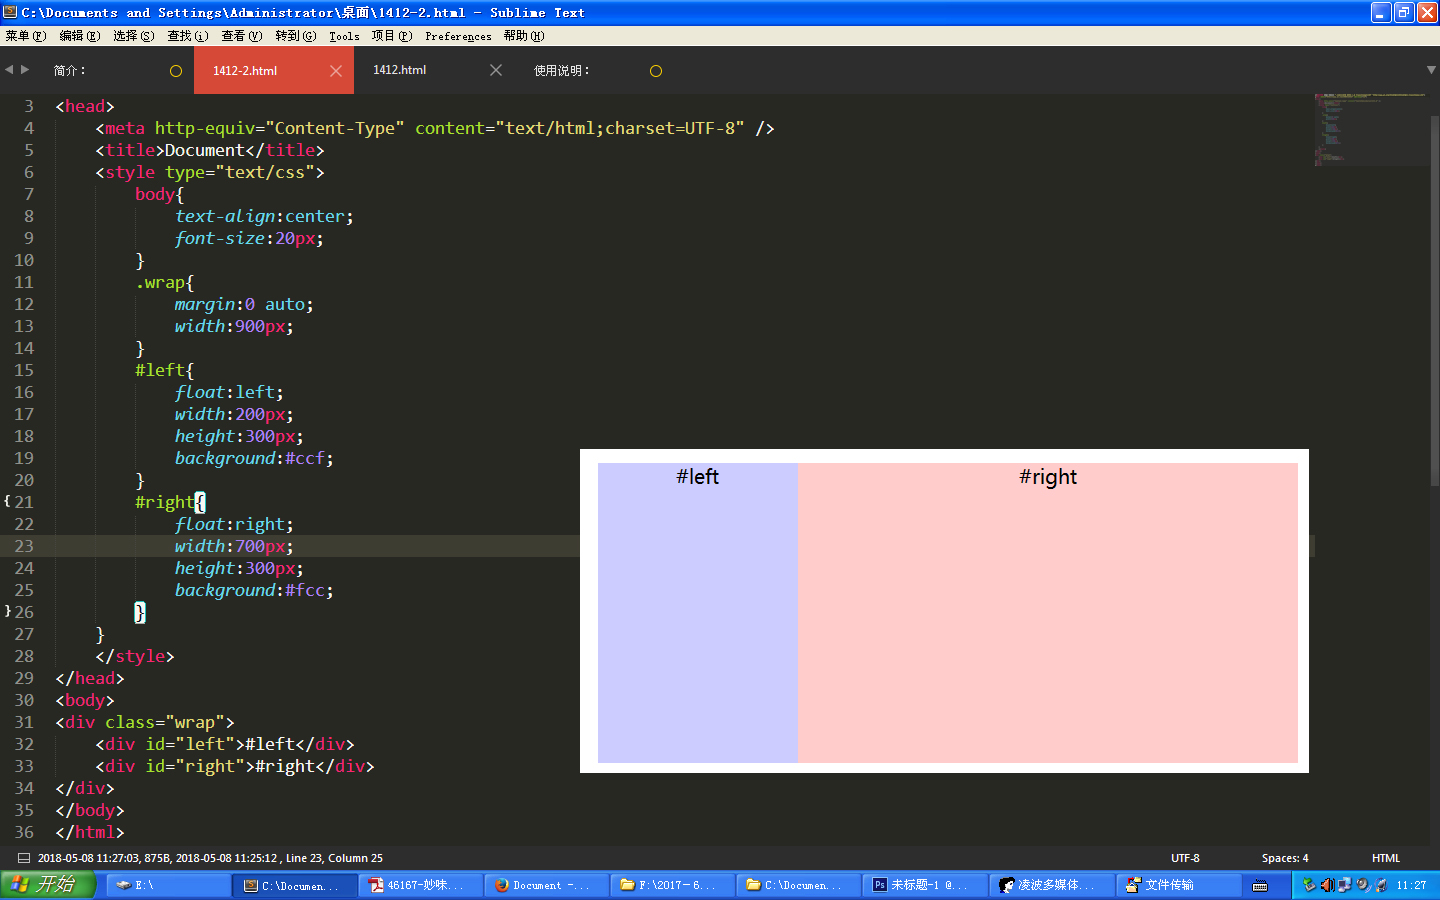 C:\Documents and Settings\Administrator\桌面\1412-2.html - Sublime Text
菜单(F) 编辑(E) 选择(S) 查找(i) 查看(V) 转到(G) Tools 项目(P) Preferences 帮助(H)
简介： 1412-2.html 1412.html 使用说明：
3 <head>
4 <meta http-equiv="Content-Type" content="text/html;charset=UTF-8" />
5 <title>Document</title>
6 <style type="text/css">
7 body{
8 text-align:center;
9 font-size:20px;
10 }
11 .wrap{
12 margin:0 auto;
13 width:900px;
14 }
15 #left{
16 float:left;
17 width:200px;
18 height:300px;
19 background:#ccf;
20 }
{ 21 #right{
22 float:right;
23 width:700px;
24 height:300px;
25 background:#fcc;
} 26 }
27 }
28 </style>
29 </head>
30 <body>
31 <div class="wrap">
32 <div id="left">#left</div>
33 <div id="right">#right</div>
34 </div>
35 </body>
36 </html>
#left #right
2018-05-08 11:27:03, 875B, 2018-05-08 11:25:12 , Line 23, Column 25 UTF-8 Spaces: 4 HTML
开始 E:\ C:\Documen... 46167-妙味... Document -... F:\2017－6... C:\Documen... Ps 未标题-1 @... 凌波多媒体... 文件传输 11:27